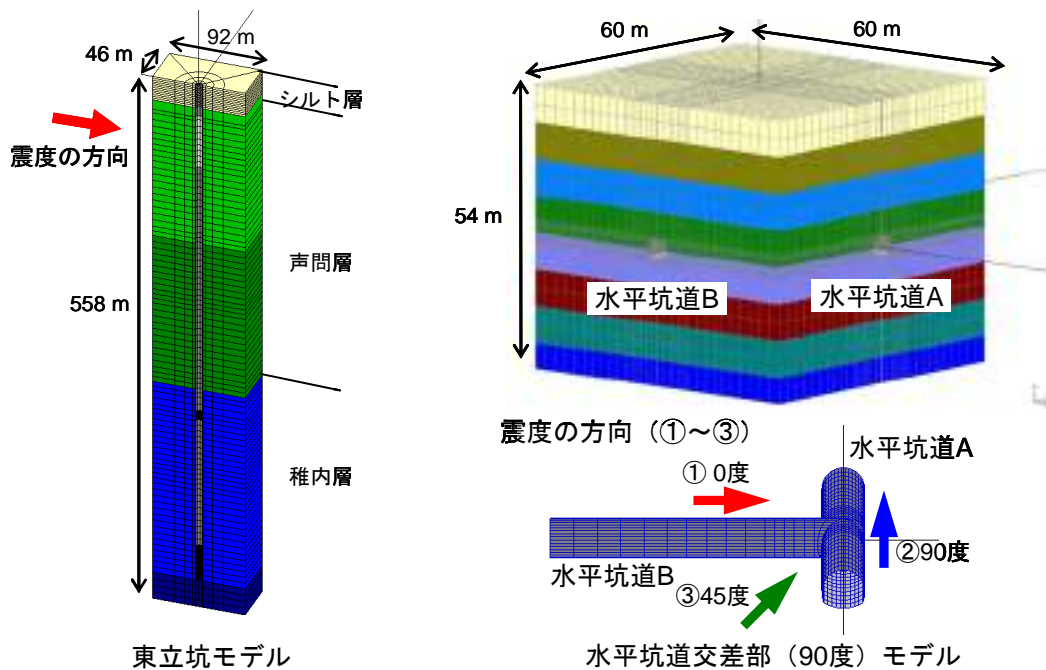 46 m
92 m
シルト層
震度の方向
声問層
558 m
稚内層
東立坑モデル
60 m
60 m
54 m
水平坑道B
水平坑道A
震度の方向（①～③）
水平坑道A
① 0度
②90度
水平坑道B
③45度
水平坑道交差部（90度）モデル